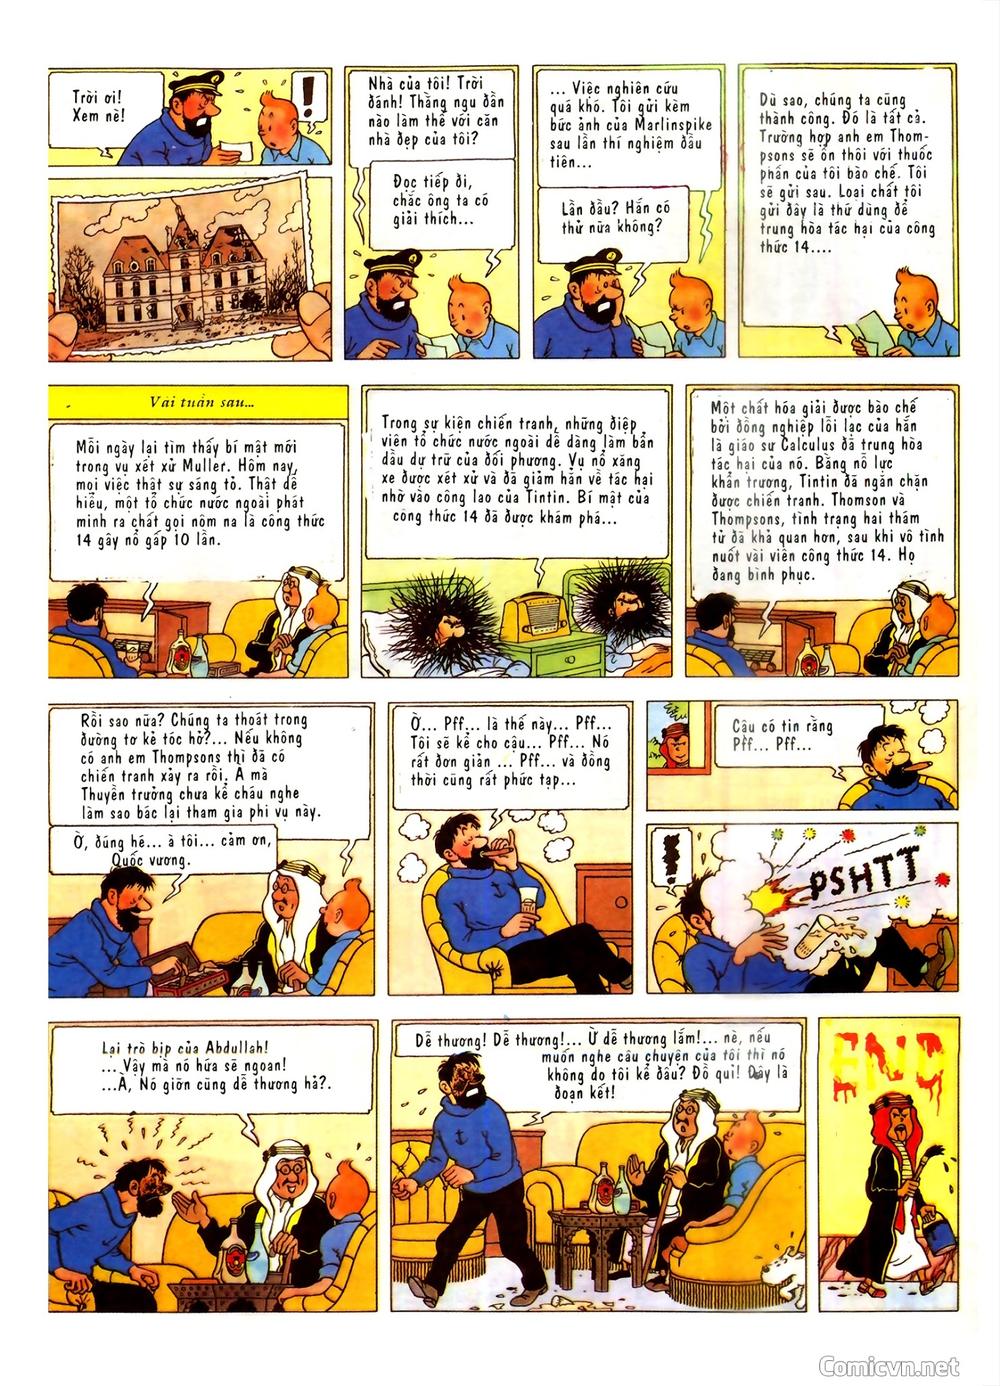 Trời ơi!
Xem nè!
!
Nhà của tôi! Trời
đánh! Thằng ngu đần
nào làm thế với căn
nhà đẹp của tôi?
Đọc tiếp đi,
chắc ông ta có
giải thích...
... Việc nghiên cứu
quá khó. Tôi gửi kèm
bức ảnh của Marlinspike
sau lần thí nghiệm đầu
tiên...
Lần đầu? Hắn có
thử nữa không?
Dù sao, chúng ta cũng
thành công. Đó là tất cả.
Trường hợp anh em Thom-
psons sẽ ổn thôi với thuốc
phấn của tôi bào chế. Tôi
sẽ gửi sau. Loại chất tôi
gửi đây là thứ dùng để
trung hòa tác hại của công
thức 14....
Vài tuần sau...
Mỗi ngày lại tìm thấy bí mật mới
trong vụ xét xử Muller. Hôm nay,
mọi việc thật sự sáng tỏ. Thật dễ
hiểu, một tổ chức nước ngoài phát
minh ra chất gọi nôm na là công thức
14 gây nổ gấp 10 lần.
Trong sự kiện chiến tranh, những điệp
viên tổ chức nước ngoài dễ dàng làm bẩn
dầu dự trữ của đối phương. Vụ nổ xăng
xe được xét xử và đã giảm hẳn về tác hại
nhờ vào công lao của Tintin. Bí mật của
công thức 14 đã được khám phá...
Một chất hóa giải được bào chế
bởi đồng nghiệp lỗi lạc của hắn
là giáo sư Calculus đã trung hòa
tác hại của nó. Bằng nỗ lực
khẩn trương, Tintin đã ngăn chặn
được chiến tranh. Thomson và
Thompsons, tình trạng hai thám
tử đã khả quan hơn, sau khi vô tình
nuốt vài viên công thức 14. Họ
đang bình phục.
Rồi sao nữa? Chúng ta thoát trong
đường tơ kẽ tóc hở?... Nếu không
có anh em Thompsons thì đã có
chiến tranh xảy ra rồi. À mà
Thuyền trưởng chưa kể cháu nghe
làm sao bác lại tham gia phi vụ này.
Ờ, đúng hé... à tôi... cảm ơn,
Quốc vương.
Ờ... Pff... là thế này... Pff...
Tôi sẽ kể cho cậu... Pff... Nó
rất đơn giản ... Pff... và đồng
thời cũng rất phức tạp...
Câu có tin rằng
Pff... Pff...
!
PSHTT
Lại trò bịp của Abdullah!
... Vậy mà nó hứa sẽ ngoan!
...À, Nó giỡn cũng dễ thương hả?.
Dễ thương! Dễ thương!... Ừ dễ thương lắm!... nè, nếu
muốn nghe câu chuyện của tôi thì nó
không do tôi kể đâu? Đồ quỉ! Đây là
đoạn kết!
END
Comicvn.net